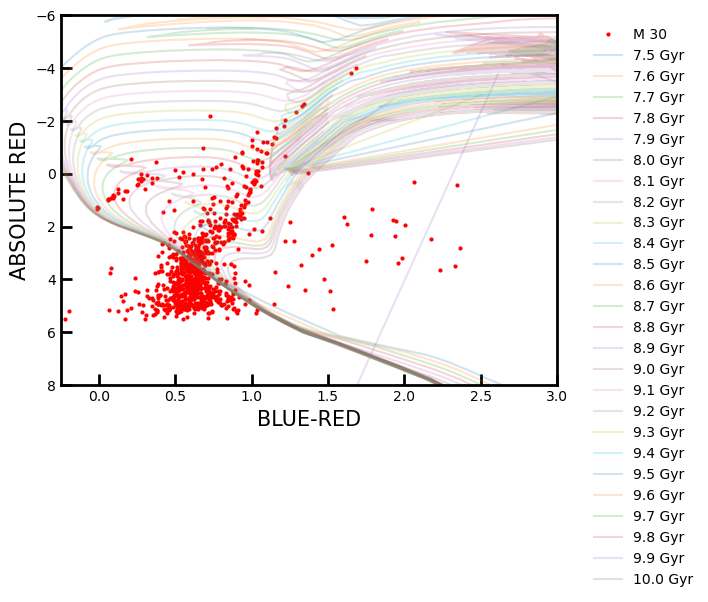 −6
−4
−2
0
2
4
6
8
ABSOLUTE RED
0.0 0.5 1.0 1.5 2.0 2.5 3.0
BLUE-RED
M 30
7.5 Gyr
7.6 Gyr
7.7 Gyr
7.8 Gyr
7.9 Gyr
8.0 Gyr
8.1 Gyr
8.2 Gyr
8.3 Gyr
8.4 Gyr
8.5 Gyr
8.6 Gyr
8.7 Gyr
8.8 Gyr
8.9 Gyr
9.0 Gyr
9.1 Gyr
9.2 Gyr
9.3 Gyr
9.4 Gyr
9.5 Gyr
9.6 Gyr
9.7 Gyr
9.8 Gyr
9.9 Gyr
10.0 Gyr